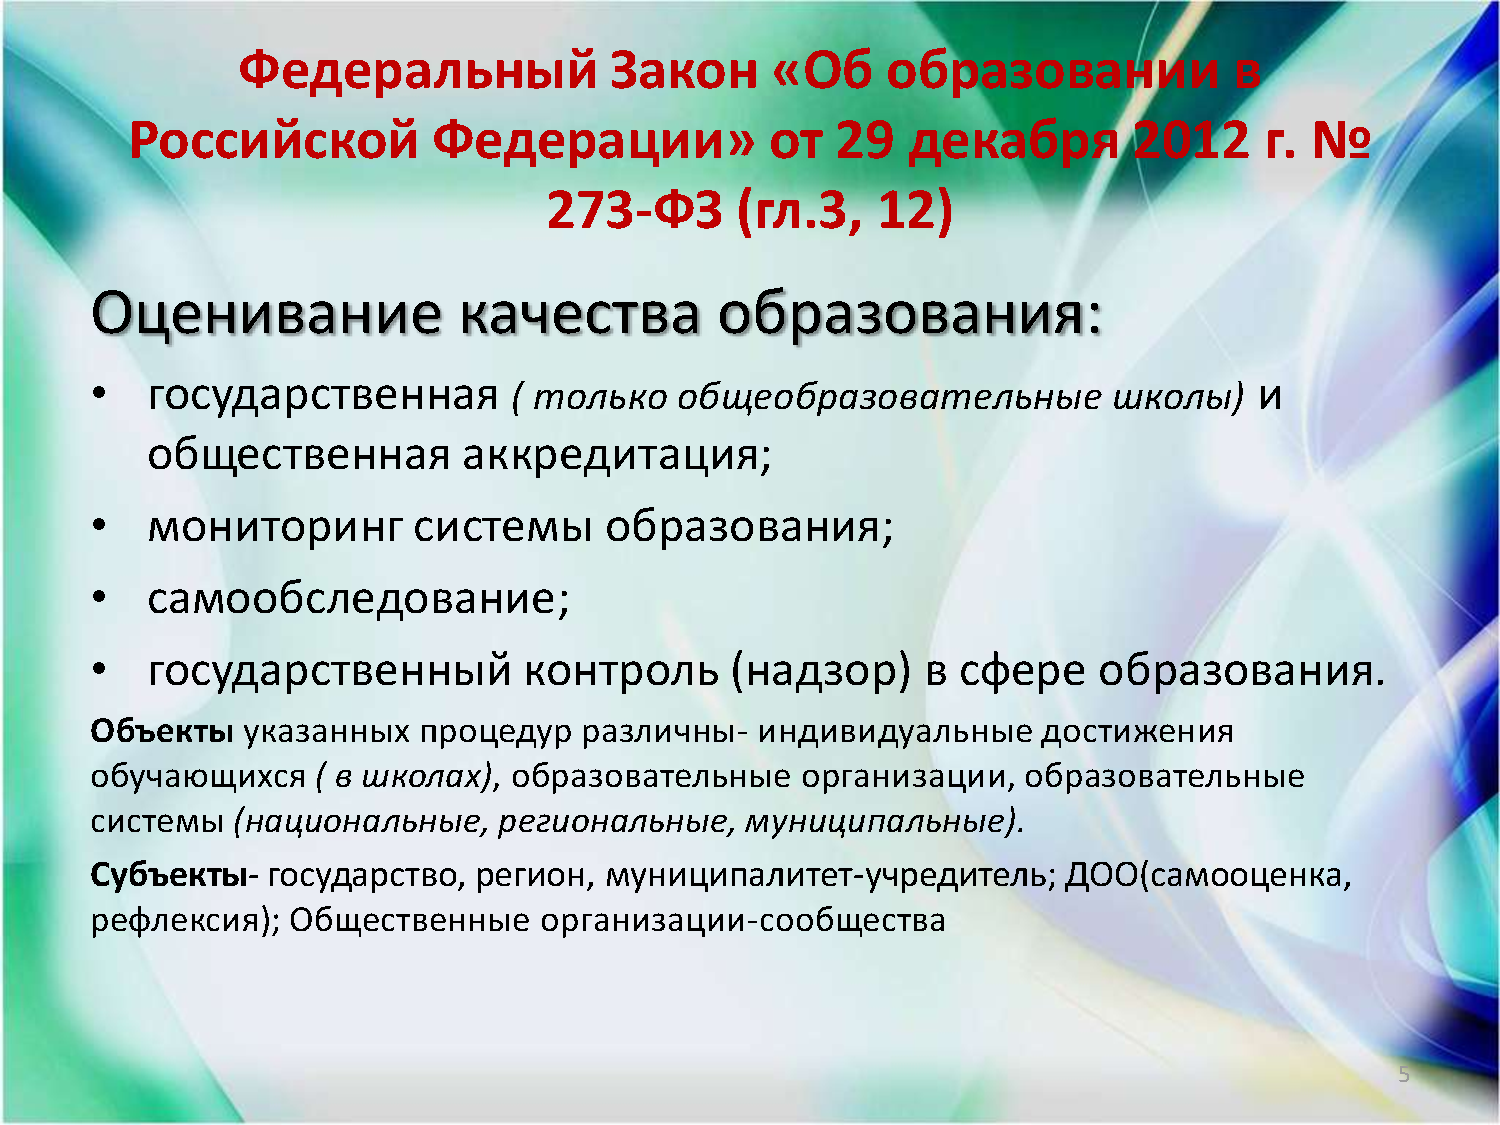 Федеральный Закон «Об образовании в
Российской Федерации» от 29 декабря 2012 г. №
273-ФЗ (гл.3, 12)
Оценивание качества образования:
• государственная ( только общеобразовательные школы) и
общественная аккредитация;
• мониторинг системы образования;
• самообследование;
• государственный контроль (надзор) в сфере образования.
Объекты указанных процедур различны- индивидуальные достижения
обучающихся ( в школах), образовательные организации, образовательные
системы (национальные, региональные, муниципальные).
Субъекты- государство, регион, муниципалитет-учредитель; ДОО(самооценка,
рефлексия); Общественные организации-сообщества
5